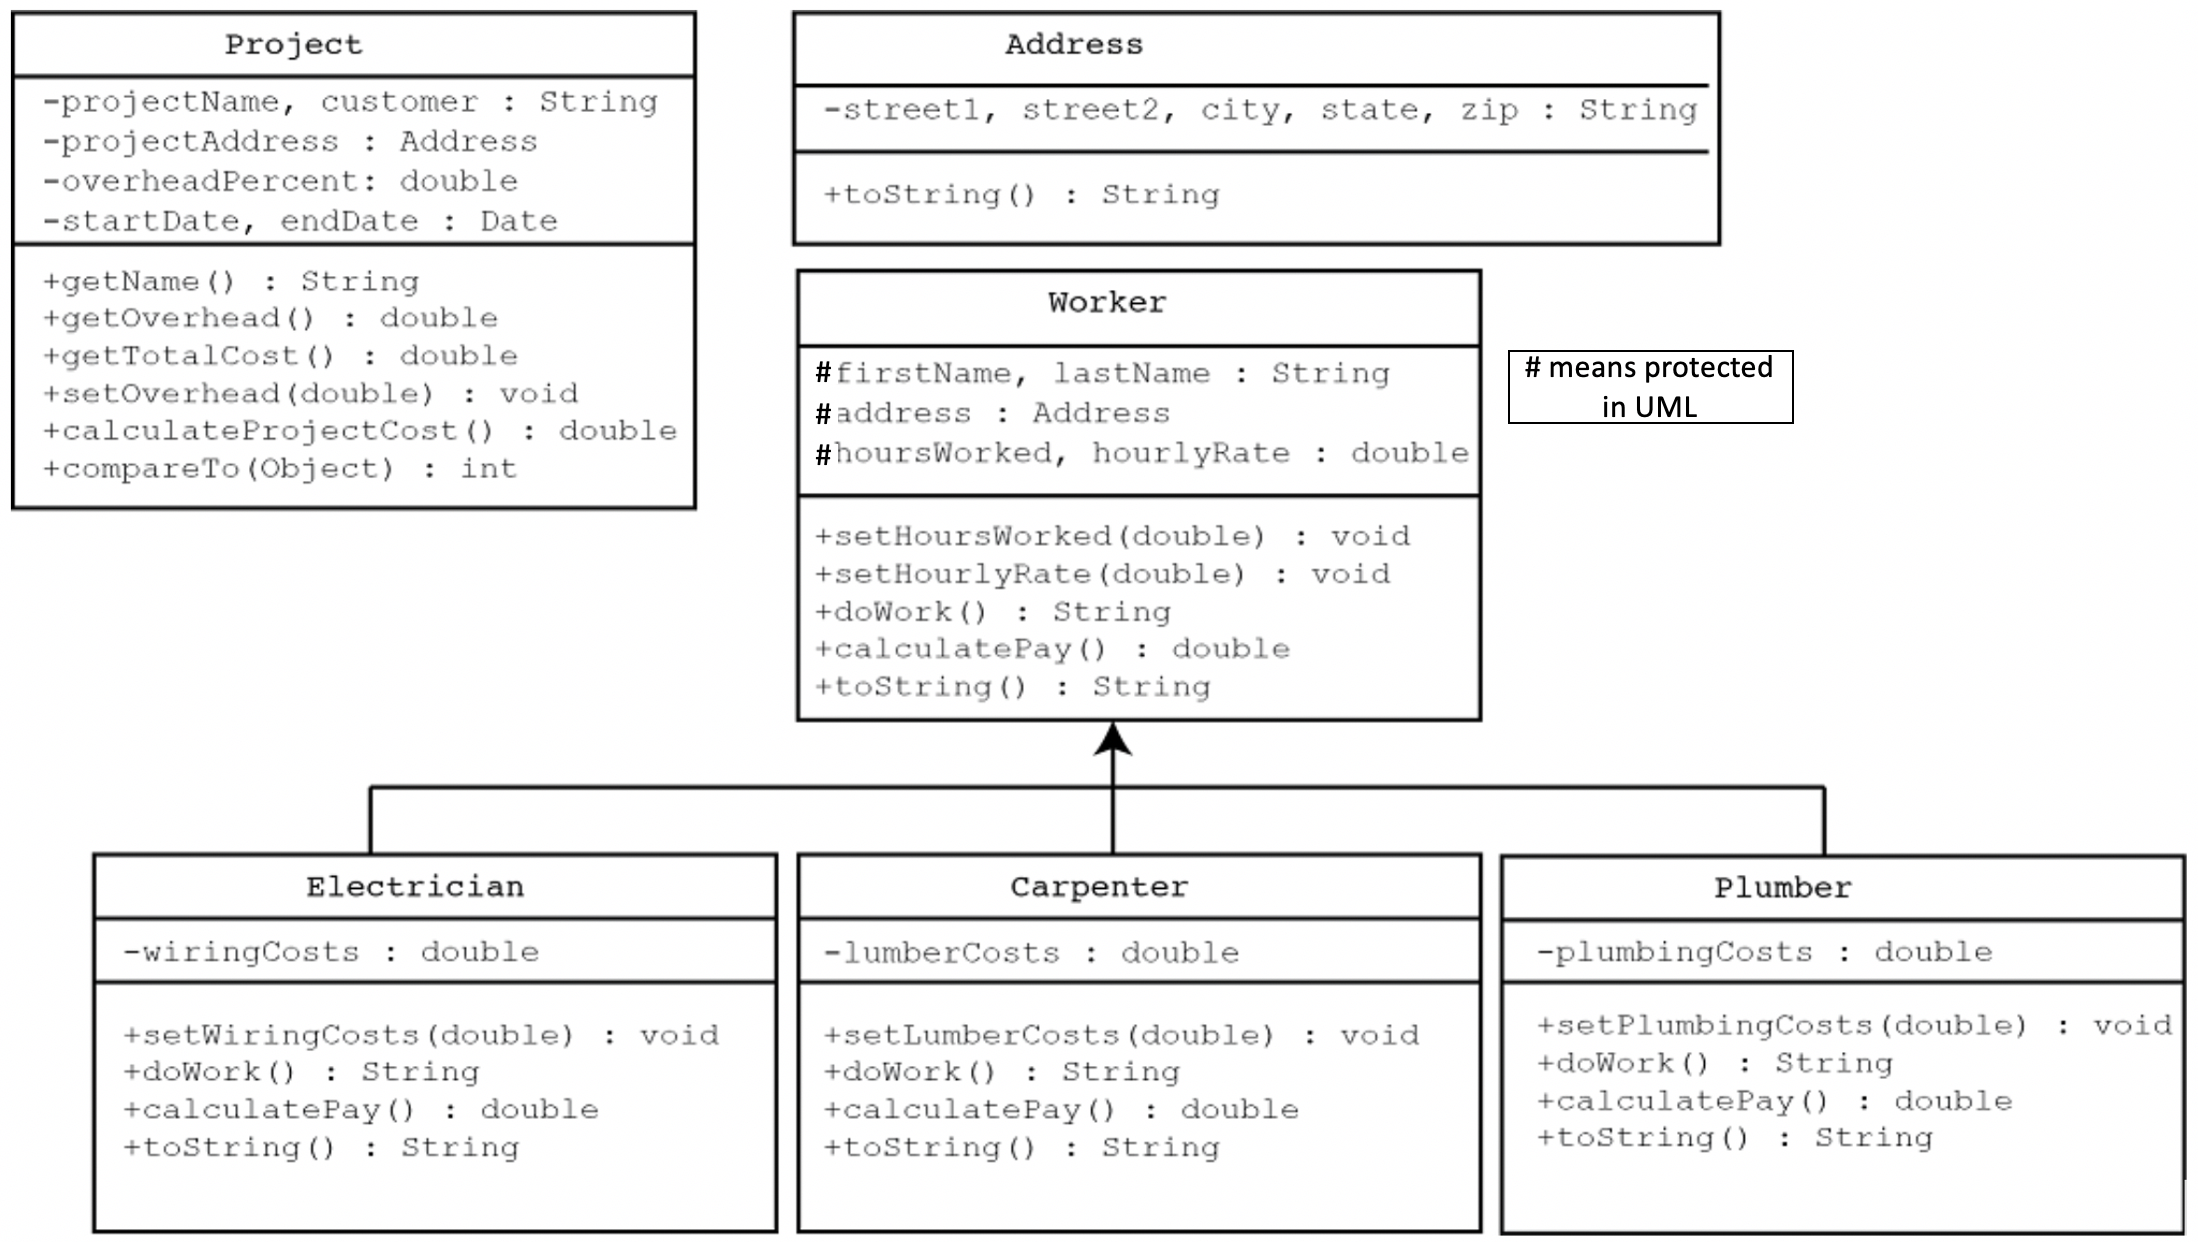 Project
-projectName, customer : String
-projectAddress : Address
-overheadPercent: double
-startDate, endDate : Date
+getName() : String
+getOverhead() : double
+getTotalCost() : double
+setOverhead(double) : void
+calculateProjectCost() : double
+compareTo(Object) : int
Address
-street1, street2, city, state, zip : String
+toString() : String
Worker
#firstName, lastName : String
#address : Address
#hoursWorked, hourlyRate : double
+setHoursWorked(double) : void
+setHourlyRate(double) : void
+doWork() : String
+calculatePay() : double
+toString() : String
# means protected
in UML
Electrician
-wiringCosts : double
+setWiringCosts(double) : void
+doWork() : String
+calculatePay() : double
+toString() : String
Carpenter
-lumberCosts : double
+setLumberCosts(double) : void
+doWork() : String
+calculatePay() : double
+toString() : String
Plumber
-plumbingCosts : double
+setPlumbingCosts(double) : void
+doWork() : String
+calculatePay() : double
+toString() : String